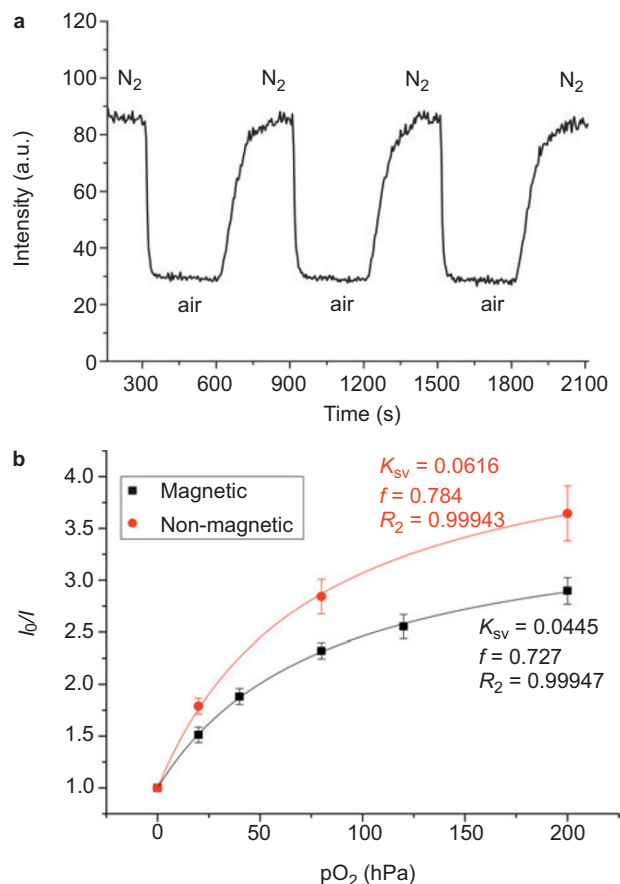 a
120
100
80
60
40
20
0
Intensity (a.u.)
N₂ N₂ N₂ N₂
air air air
300 600 900 1200 1500 1800 2100
Time (s)
b
4.0
3.5
3.0
2.5
2.0
1.5
1.0
I₀/I
Magnetic
Non-magnetic
Kₛᵥ = 0.0616
f = 0.784
R₂ = 0.99943
Kₛᵥ = 0.0445
f = 0.727
R₂ = 0.99947
0 50 100 150 200
pO₂ (hPa)